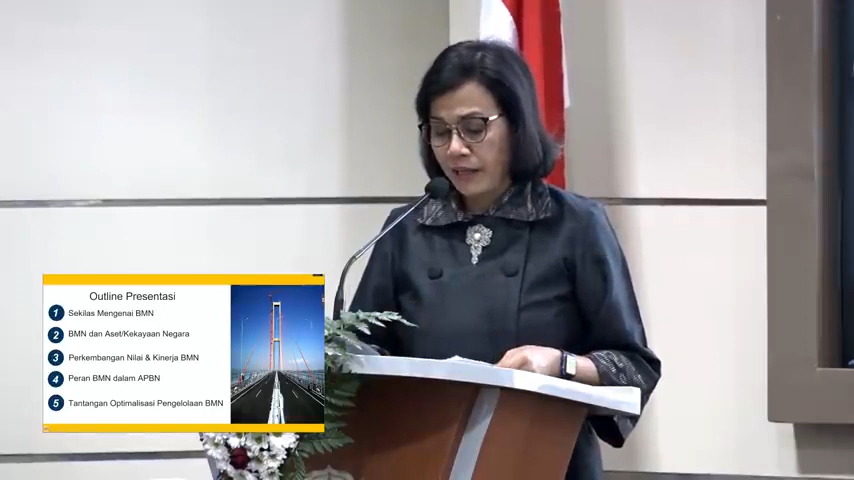 Outline Presentasi
1 Sekilas Mengenai BMN
2 BMN dan Aset/Kekayaan Negara
3 Perkembangan Nilai & Kinerja BMN
4 Peran BMN dalam APBN
5 Tantangan Optimalisasi Pengelolaan BMN